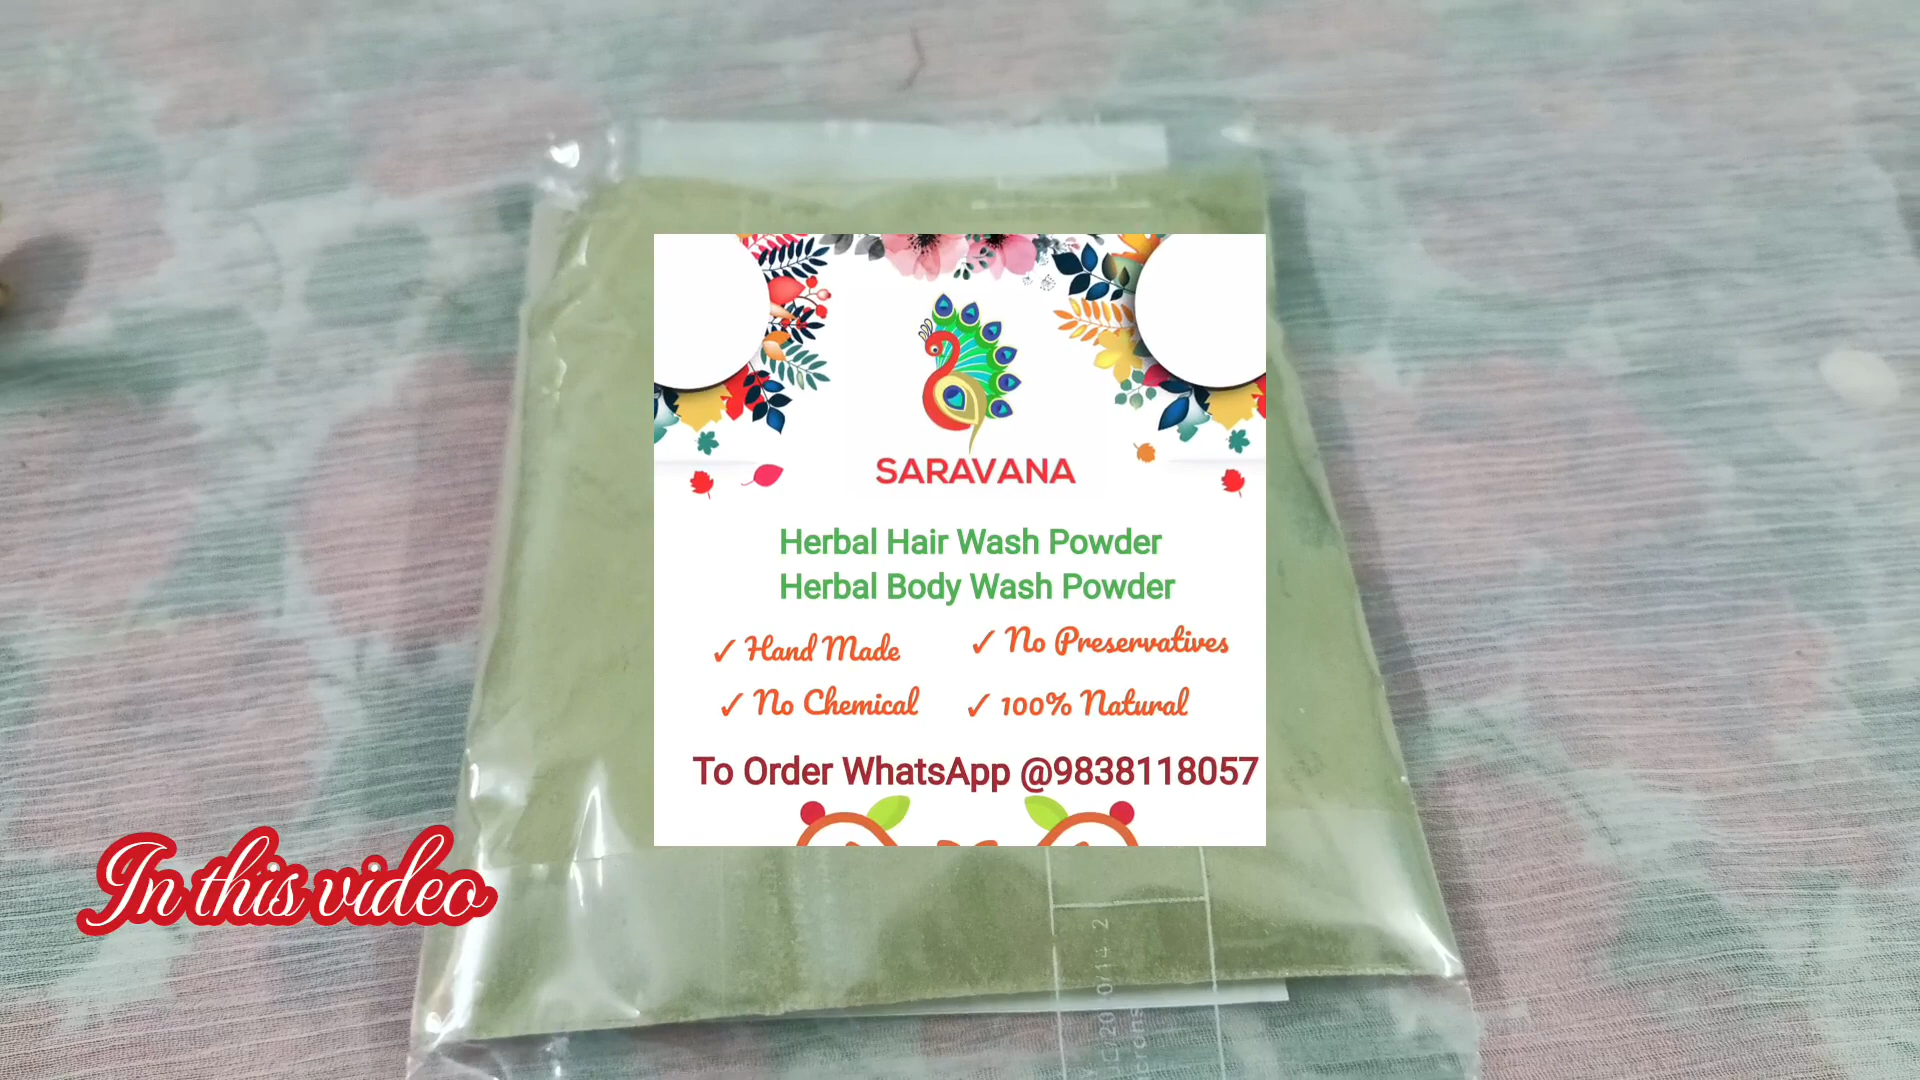 SARAVANA
Herbal Hair Wash Powder
Herbal Body Wash Powder
✓ Hand Made
✓ No Preservatives
✓ No Chemical
✓ 100% Natural
To Order WhatsApp @9838118057
In this video